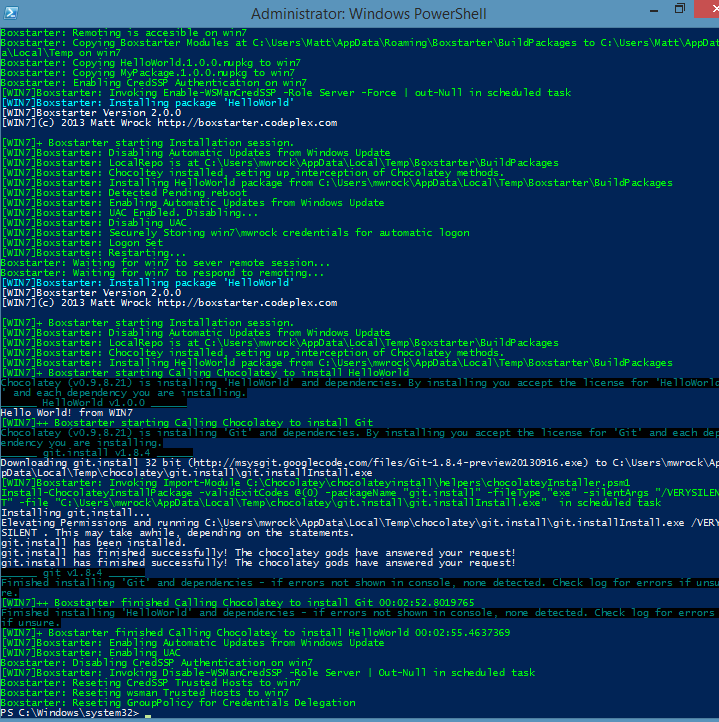 Administrator: Windows PowerShell
Boxstarter: Remoting is accesible on win7
Boxstarter: Copying Boxstarter Modules at C:\Users\Matt\AppData\Roaming\Boxstarter\BuildPackages to C:\Users\mwrock\AppDat
a\Local\Temp on win7
Boxstarter: Copying HelloWorld.1.0.0.nupkg to win7
Boxstarter: Copying MyPackage.1.0.0.nupkg to win7
Boxstarter: Enabling CredSSP Authentication on win7
[WIN7]Boxstarter: Invoking Enable-WSManCredSSP -Role Server -Force | out-Null in scheduled task
[WIN7]Boxstarter: Installing package 'HelloWorld'
[WIN7]Boxstarter Version 2.0.0
[WIN7](c) 2013 Matt Wrock http://boxstarter.codeplex.com
[WIN7]+ Boxstarter starting Installation session.
[WIN7]Boxstarter: Disabling Automatic Updates from Windows Update
[WIN7]Boxstarter: LocalRepo is at C:\Users\mwrock\AppData\Local\Temp\Boxstarter\BuildPackages
[WIN7]Boxstarter: Chocoltey installed, seting up interception of Chocolatey methods.
[WIN7]Boxstarter: Installing HelloWorld package from C:\Users\mwrock\AppData\Local\Temp\Boxstarter\BuildPackages
[WIN7]Boxstarter: Detected Pending reboot
[WIN7]Boxstarter: Enabling Automatic Updates from Windows Update
[WIN7]Boxstarter: UAC Enabled. Disabling...
[WIN7]Boxstarter: Disabling UAC
[WIN7]Boxstarter: Securely Storing win7\mwrock credentials for automatic logon
[WIN7]Boxstarter: Logon Set
[WIN7]Boxstarter: Restarting...
Boxstarter: Waiting for win7 to sever remote session...
Boxstarter: Waiting for win7 to respond to remoting...
[WIN7]Boxstarter: Installing package 'HelloWorld'
[WIN7]Boxstarter Version 2.0.0
[WIN7](c) 2013 Matt Wrock http://boxstarter.codeplex.com
[WIN7]+ Boxstarter starting Installation session.
[WIN7]Boxstarter: Disabling Automatic Updates from Windows Update
[WIN7]Boxstarter: LocalRepo is at C:\Users\mwrock\AppData\Local\Temp\Boxstarter\BuildPackages
[WIN7]Boxstarter: Chocoltey installed, seting up interception of Chocolatey methods.
[WIN7]Boxstarter: Installing HelloWorld package from C:\Users\mwrock\AppData\Local\Temp\Boxstarter\BuildPackages
[WIN7]+ Boxstarter starting Calling Chocolatey to install HelloWorld
Chocolatey (v0.9.8.21) is installing 'HelloWorld' and dependencies. By installing you accept the license for 'HelloWorld
' and each dependency you are installing.
______ HelloWorld v1.0.0 ______
Hello World! from WIN7
[WIN7]++ Boxstarter starting Calling Chocolatey to install Git
Chocolatey (v0.9.8.21) is installing 'Git' and dependencies. By installing you accept the license for 'Git' and each dep
endency you are installing.
______ git.install v1.8.4 ______
Downloading git.install 32 bit (http://msysgit.googlecode.com/files/Git-1.8.4-preview20130916.exe) to C:\Users\mwrock\Ap
pData\Local\Temp\chocolatey\git.install\git.installInstall.exe
[WIN7]Boxstarter: Invoking Import-Module C:\Chocolatey\chocolateyinstall\helpers\chocolateyInstaller.psm1
Install-ChocolateyInstallPackage -validExitCodes @(0) -packageName "git.install" -fileType "exe" -silentArgs "/VERYSILEN
T" -file "C:\Users\mwrock\AppData\Local\Temp\chocolatey\git.install\git.installInstall.exe"  in scheduled task
Installing git.install...
Elevating Permissions and running C:\Users\mwrock\AppData\Local\Temp\chocolatey\git.install\git.installInstall.exe /VERY
SILENT . This may take awhile, depending on the statements.
git.install has been installed.
git.install has finished successfully! The chocolatey gods have answered your request!
git.install has finished successfully! The chocolatey gods have answered your request!
______ git v1.8.4 ______
Finished installing 'Git' and dependencies - if errors not shown in console, none detected. Check log for errors if unsu
re.
[WIN7]++ Boxstarter finished Calling Chocolatey to install Git 00:02:52.8019765
Finished installing 'HelloWorld' and dependencies - if errors not shown in console, none detected. Check log for errors
if unsure.
[WIN7]+ Boxstarter finished Calling Chocolatey to install HelloWorld 00:02:55.4637369
[WIN7]Boxstarter: Enabling Automatic Updates from Windows Update
[WIN7]Boxstarter: Enabling UAC
Boxstarter: Disabling CredSSP Authentication on win7
[WIN7]Boxstarter: Invoking Disable-WSManCredSSP -Role Server | Out-Null in scheduled task
Boxstarter: Reseting CredSSP Trusted Hosts to win7
Boxstarter: Reseting wsman Trusted Hosts to win7
Boxstarter: Reseting GroupPolicy for Credentials Delegation
PS C:\Windows\system32> _